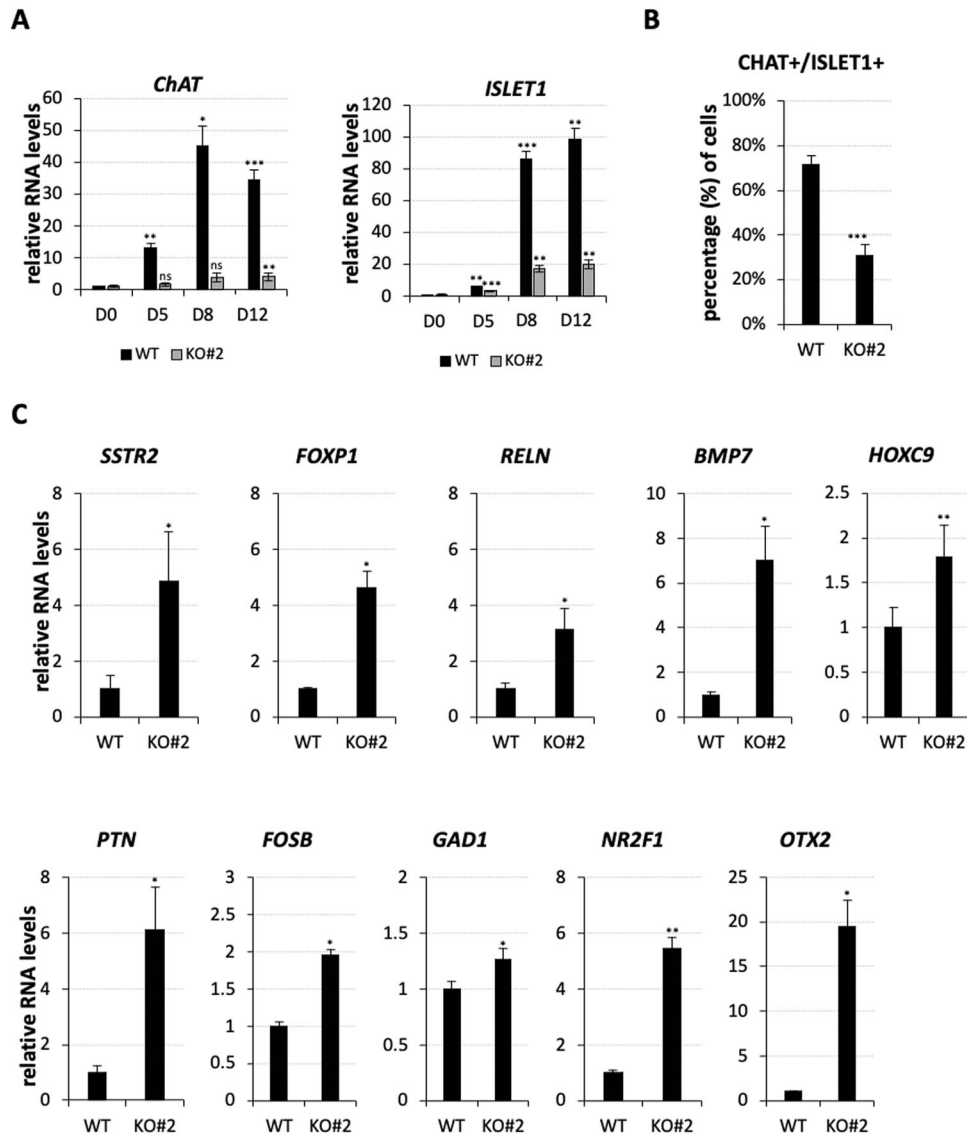 A
B
ChAT
ISLET1
CHAT+/ISLET1+
relative RNA levels
60
50
40
30
20
10
0
** ns * ns *** **
D0 D5 D8 D12
WT KO#2
relative RNA levels
120
100
80
60
40
20
0
** *** *** ** ** **
D0 D5 D8 D12
WT KO#2
percentage (%) of cells
100%
80%
60%
40%
20%
0%
***
WT KO#2
C
SSTR2
FOXP1
RELN
BMP7
HOXC9
relative RNA levels
8
6
4
2
0
*
WT KO#2
8
6
4
2
0
*
WT KO#2
8
6
4
2
0
*
WT KO#2
10
8
6
4
2
0
*
WT KO#2
2.5
2
1.5
1
0.5
0
**
WT KO#2
PTN
FOSB
GAD1
NR2F1
OTX2
relative RNA levels
8
6
4
2
0
*
WT KO#2
3
2.5
2
1.5
1
0.5
0
*
WT KO#2
2
1.5
1
0.5
0
*
WT KO#2
8
6
4
2
0
**
WT KO#2
25
20
15
10
5
0
*
WT KO#2